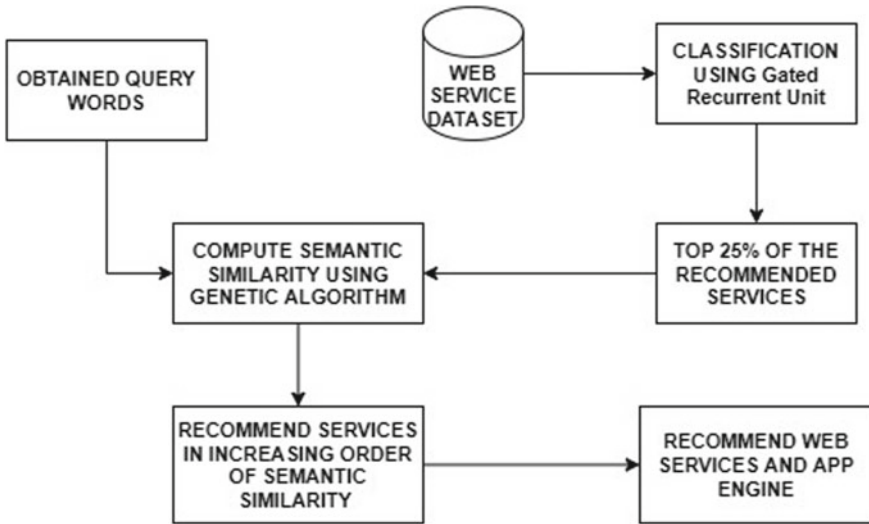 OBTAINED QUERY
WORDS
WEB
SERVICE
DATASET
CLASSIFICATION
USING Gated
Recurrent Unit
COMPUTE SEMANTIC
SIMILARITY USING
GENETIC ALGORITHM
TOP 25% OF THE
RECOMMENDED
SERVICES
RECOMMEND SERVICES
IN INCREASING ORDER
OF SEMANTIC
SIMILARITY
RECOMMEND WEB
SERVICES AND APP
ENGINE